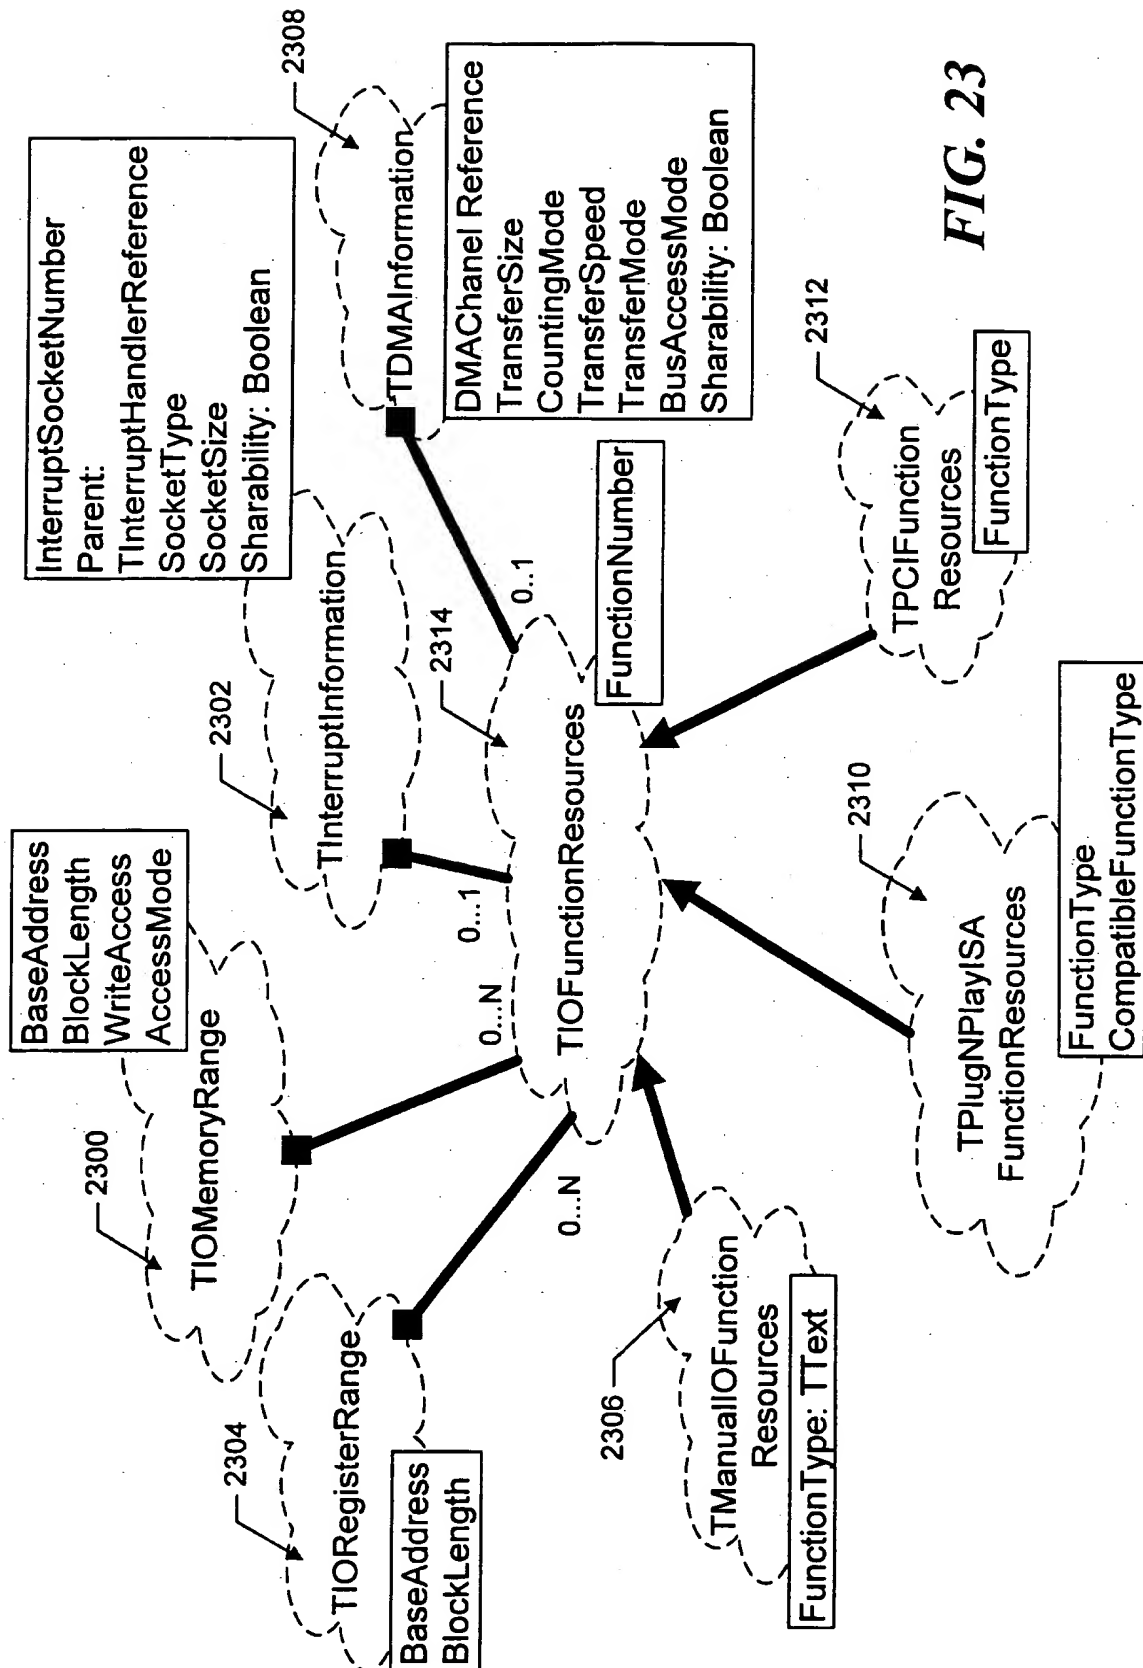 InterruptSocketNumber
Parent:
TInterruptHandlerReference
SocketType
SocketSize
Sharability: Boolean
2308
BaseAddress
BlockLength
WriteAccess
AccessMode
2302
TInterruptInformation
TDMAInformation
2300
TIOMemoryRange
DMAChanel Reference
TransferSize
CountingMode
TransferSpeed
TransferMode
BusAccessMode
Sharability: Boolean
2304
TIORegisterRange
BaseAddress
BlockLength
0...N
0...N
0...1
0..1
2314
TIOFunctionResources
FunctionNumber
2306
TManualIOFunction
Resources
FunctionType: TText
2310
TPlugNPlayISA
FunctionResources
FunctionType
CompatibleFunctionType
2312
TPCIFunction
Resources
FunctionType
FIG. 23